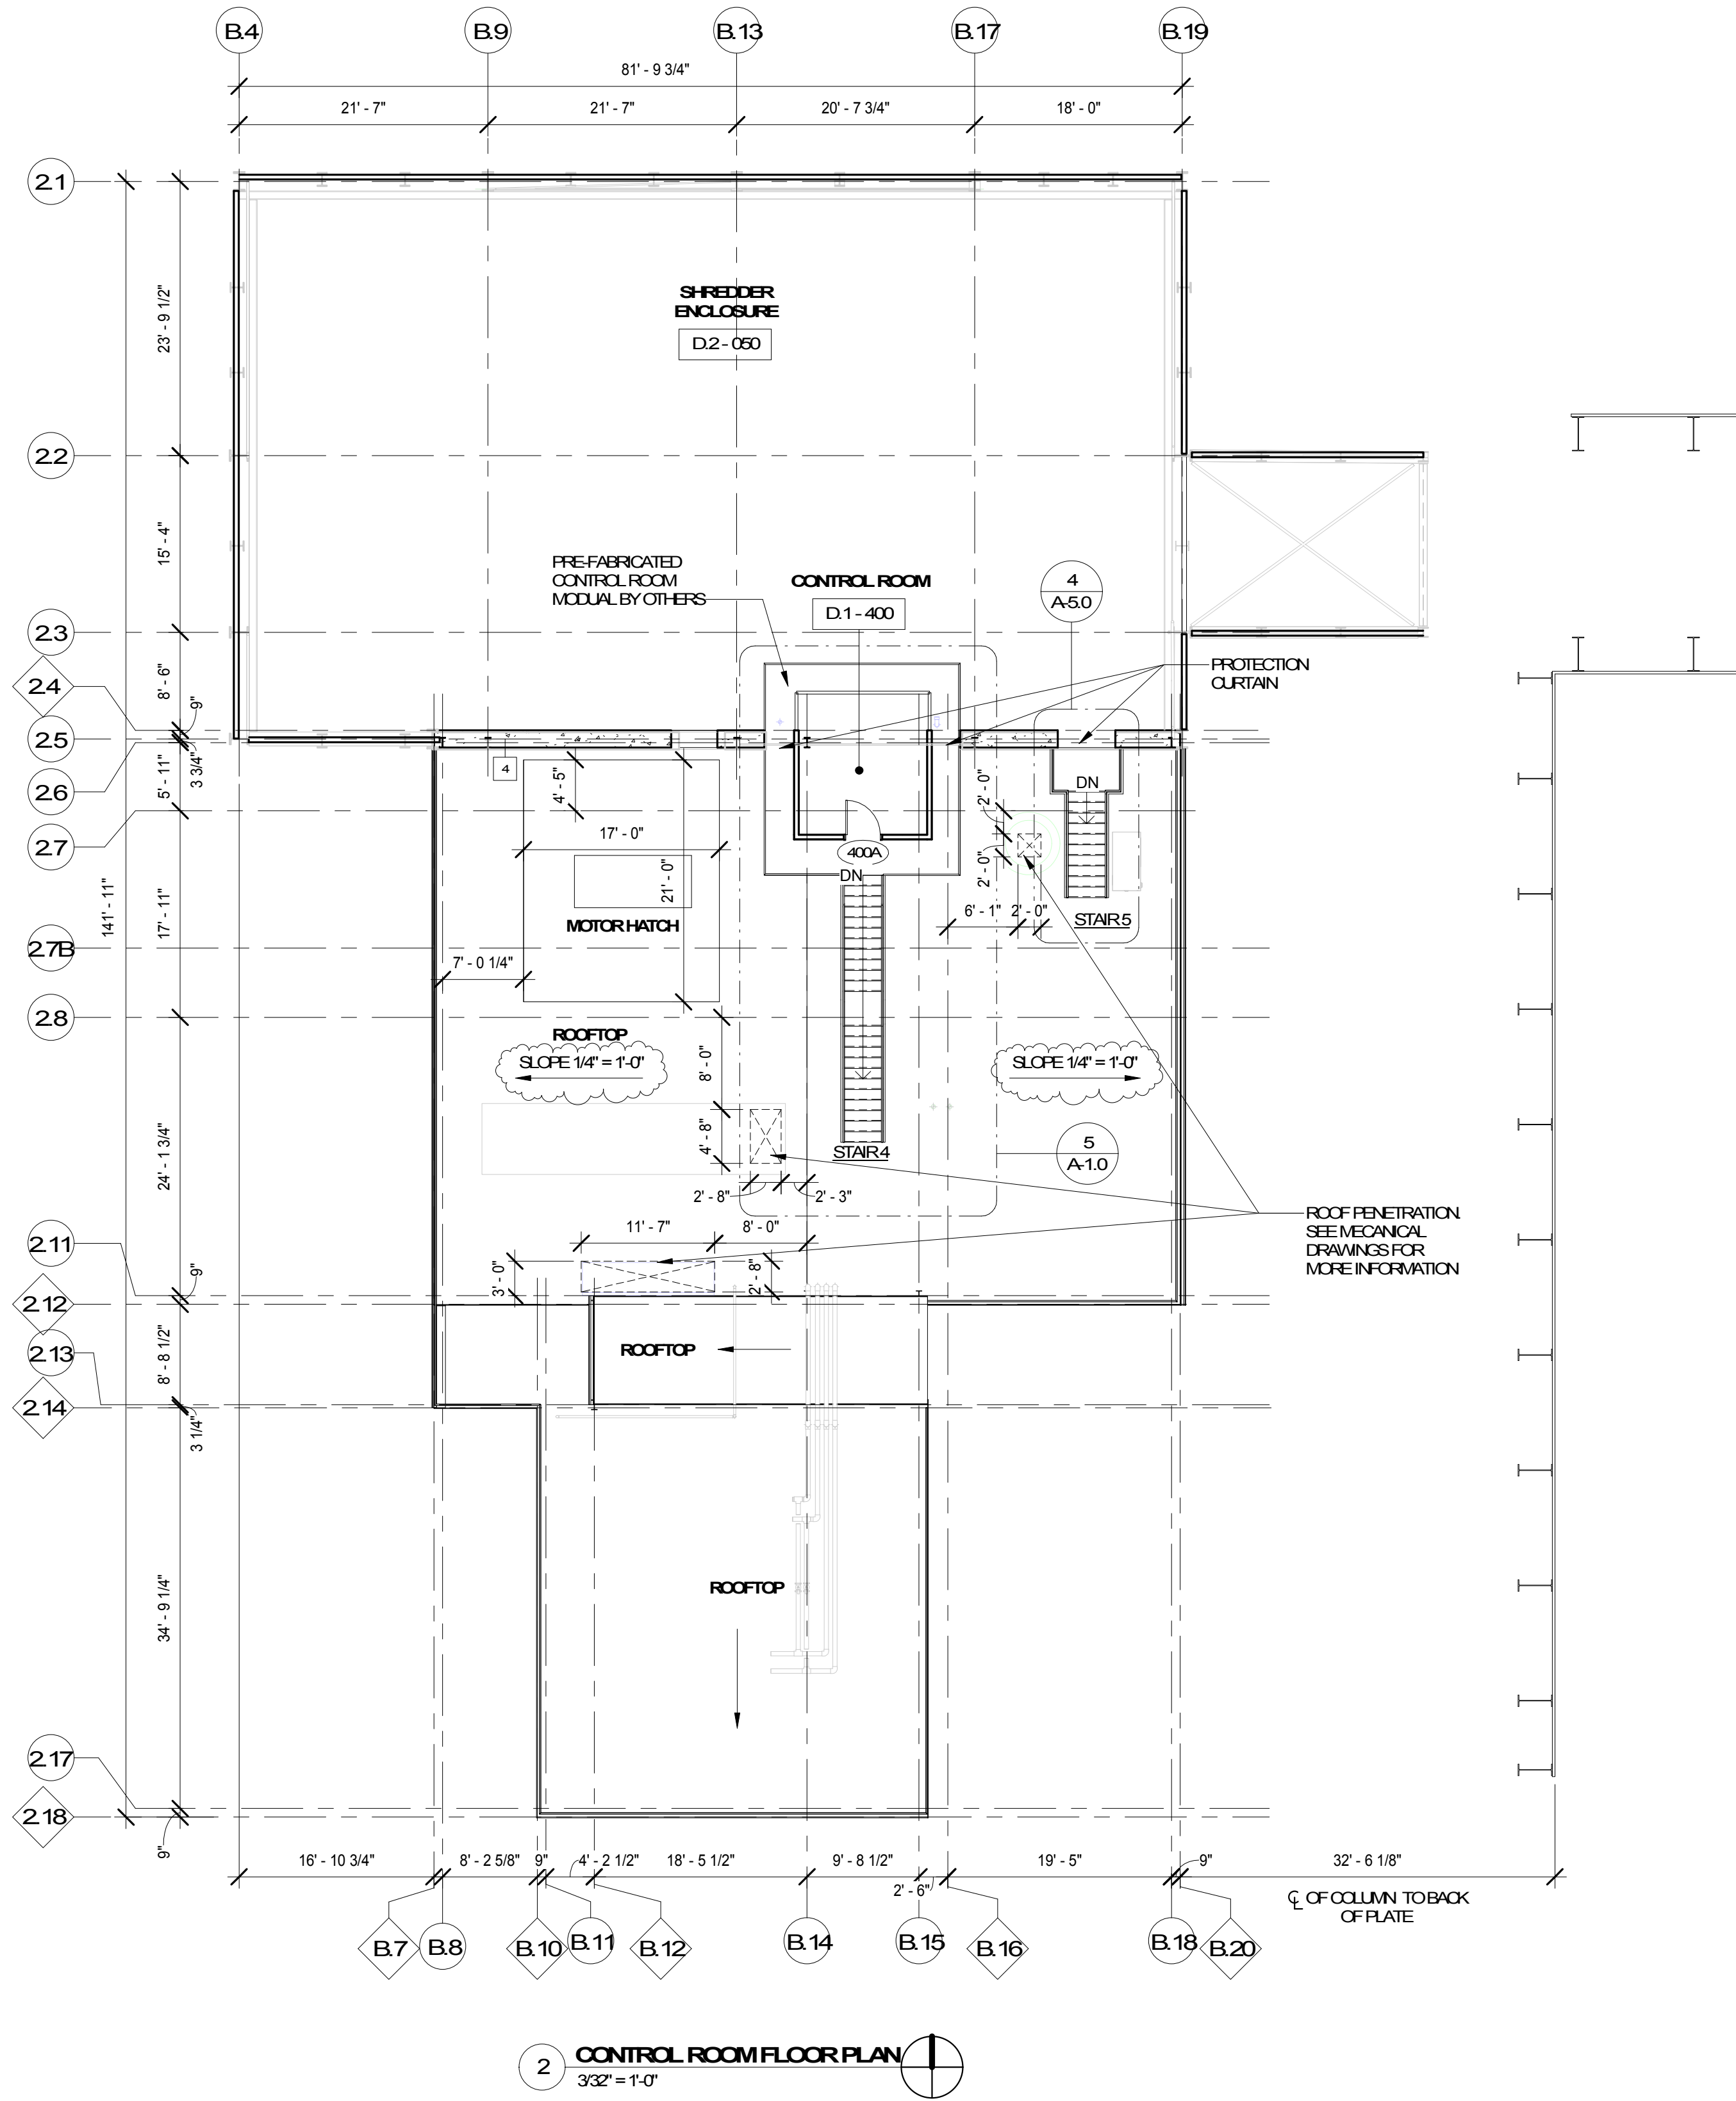 B.4
B.9
B.13
B.17
B.19
81' - 9 3/4"
21' - 7"
21' - 7"
20' - 7 3/4"
18' - 0"
2.1
23' - 9 1/2"
SHREDDER
ENCLOSURE
D.2 - 050
2.2
15' - 4"
PRE-FABRICATED
CONTROL ROOM
MODUAL BY OTHERS
CONTROL ROOM
D.1 - 400
4
A-5.0
2.3
8' - 6"
PROTECTION
CURTAIN
2.4
9"
2.5
3 3/4"
5' - 11"
4
4' - 5"
DN
2' - 0"
2.6
2.7
17' - 0"
400A
DN
2' - 0"
21' - 0"
141' - 11"
17' - 11"
MOTOR HATCH
6' - 1"
2' - 0"
STAIR 5
2.7B
7' - 0 1/4"
2.8
ROOFTOP
SLOPE 1/4" = 1'-0"
8' - 0"
SLOPE 1/4" = 1'-0"
4' - 8"
STAIR 4
5
A-1.0
24' - 1 3/4"
2' - 8"
2' - 3"
11' - 7"
8' - 0"
ROOF PENETRATION.
SEE MECANICAL
DRAWINGS FOR
MORE INFORMATION
2.11
9"
3' - 0"
2' - 8"
2.12
2.13
8' - 8 1/2"
ROOFTOP
2.14
3 1/4"
34' - 9 1/4"
ROOFTOP
2.17
2.18
9"
16' - 10 3/4"
8' - 2 5/8"
9"
4' - 2 1/2"
18' - 5 1/2"
9' - 8 1/2"
2' - 6"
19' - 5"
9"
32' - 6 1/8"
℄ OF COLUMN TO BACK
OF PLATE
B.7
B.8
B.10
B.11
B.12
B.14
B.15
B.16
B.18
B.20
2
CONTROL ROOM FLOOR PLAN
3/32" = 1'-0"